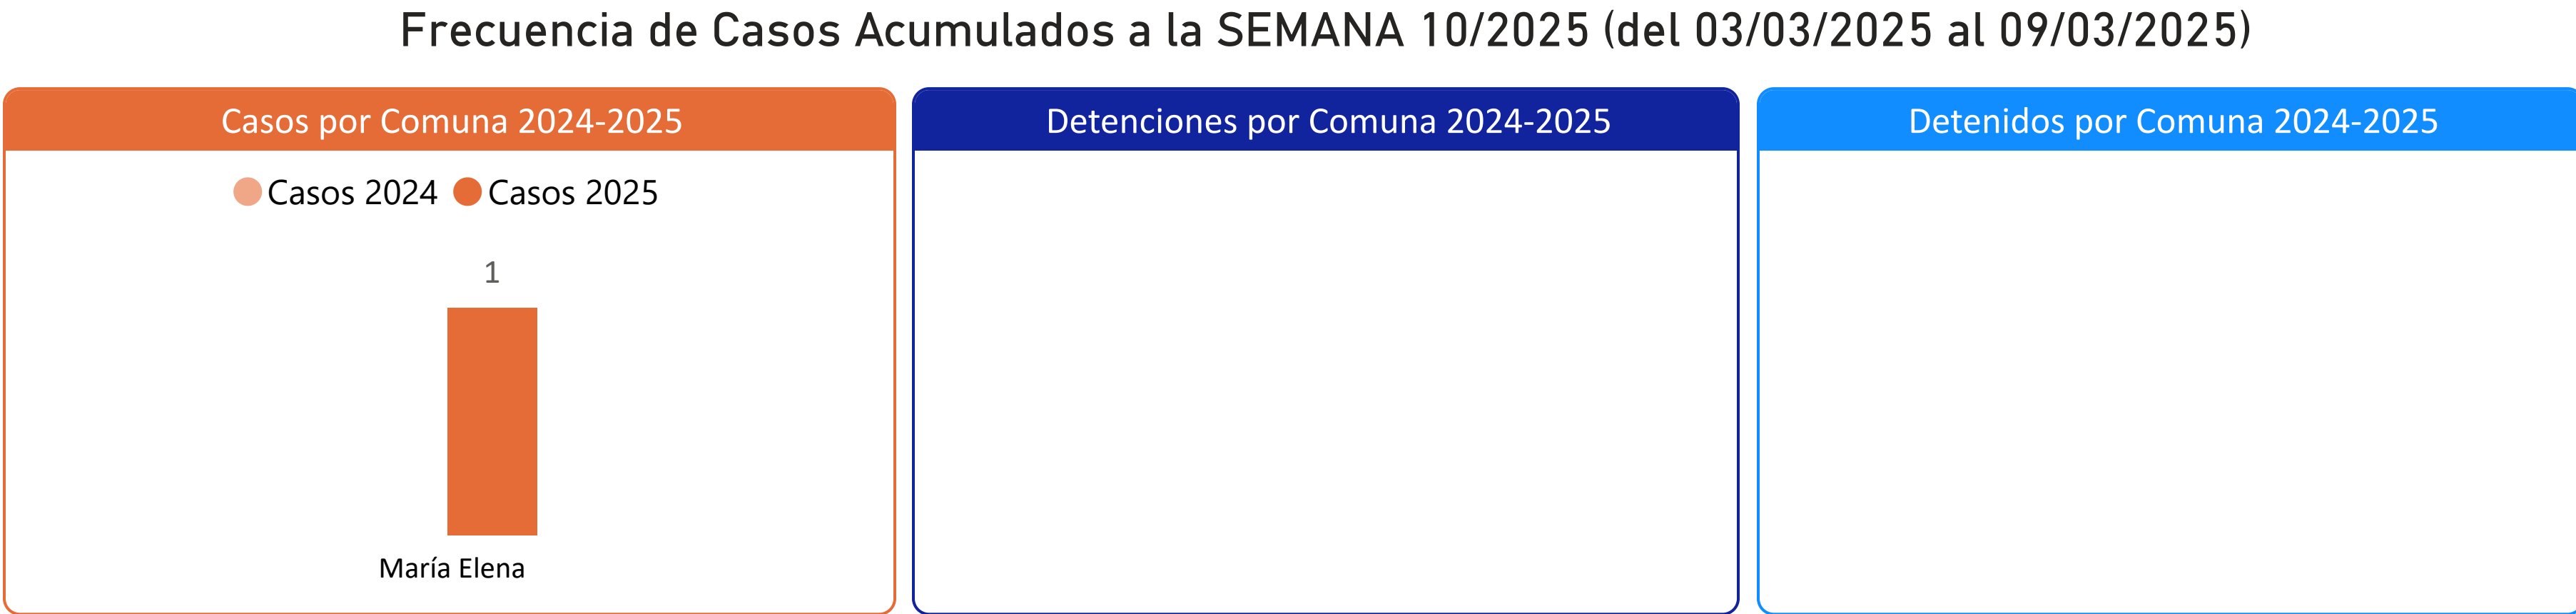 Frecuencia de Casos Acumulados a la SEMANA 10/2025 (del 03/03/2025 al 09/03/2025)
Casos por Comuna 2024-2025
Casos 2024 Casos 2025
1
María Elena
Detenciones por Comuna 2024-2025
Detenidos por Comuna 2024-2025